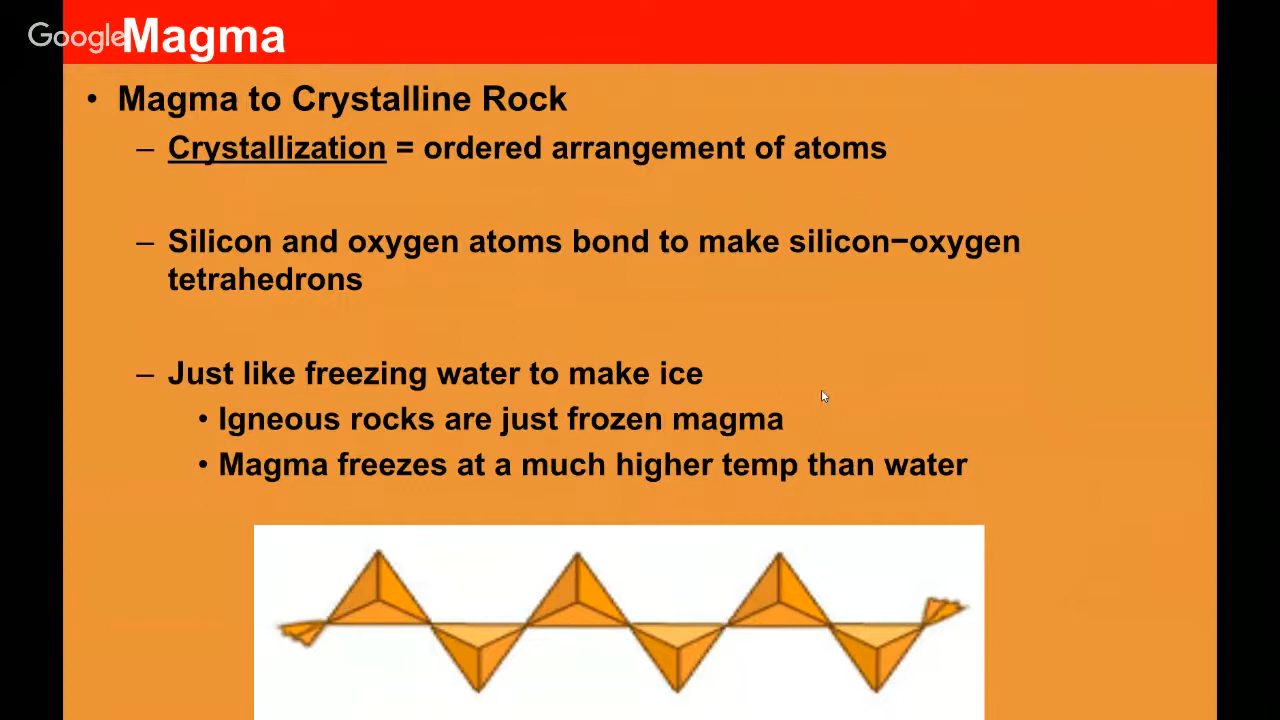 Google
Magma
• Magma to Crystalline Rock
– Crystallization = ordered arrangement of atoms
– Silicon and oxygen atoms bond to make silicon−oxygen
tetrahedrons
– Just like freezing water to make ice
• Igneous rocks are just frozen magma
• Magma freezes at a much higher temp than water